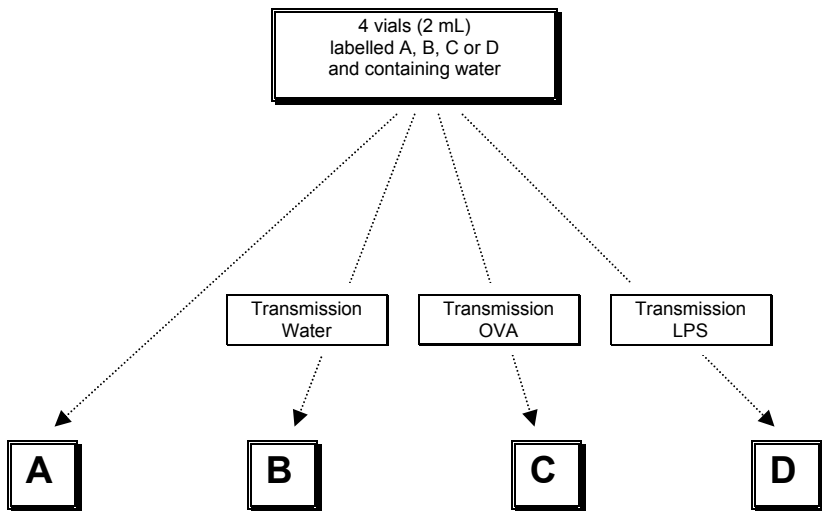 4 vials (2 mL)
labelled A, B, C or D
and containing water
Transmission
Water
Transmission
OVA
Transmission
LPS
A
B
C
D